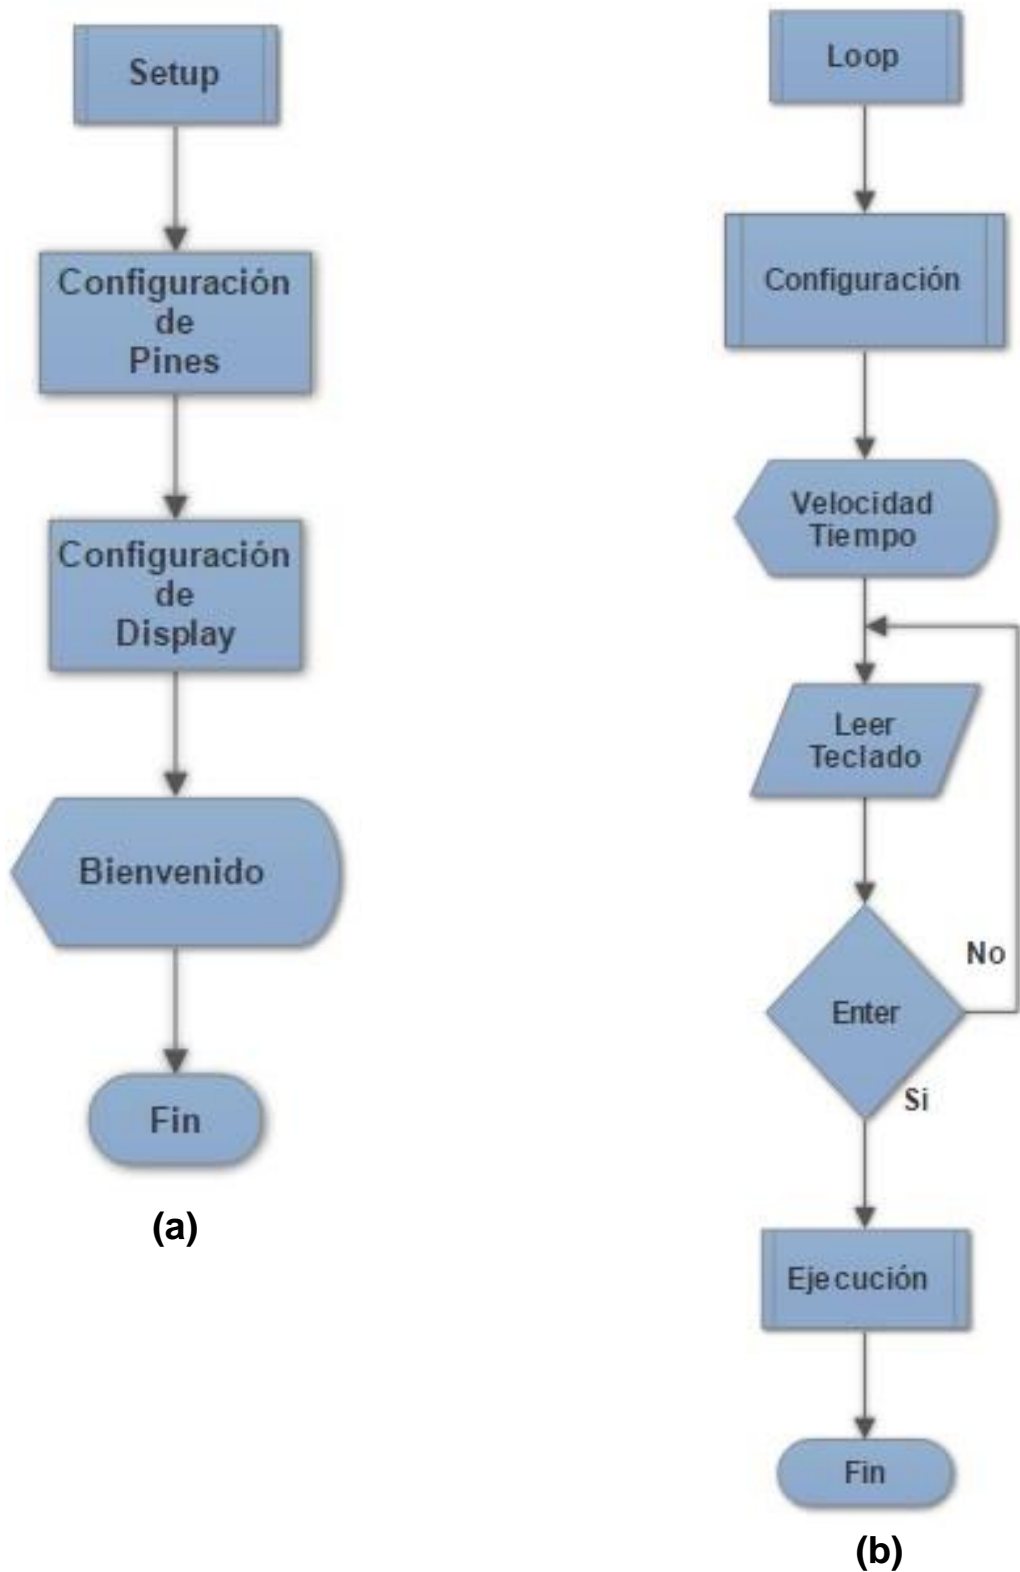 Setup
Configuración
de
Pines
Configuración
de
Display
Bienvenido
Fin
(a)
Loop
Configuración
Velocidad
Tiempo
Leer
Teclado
Enter
No
Si
Ejecución
Fin
(b)